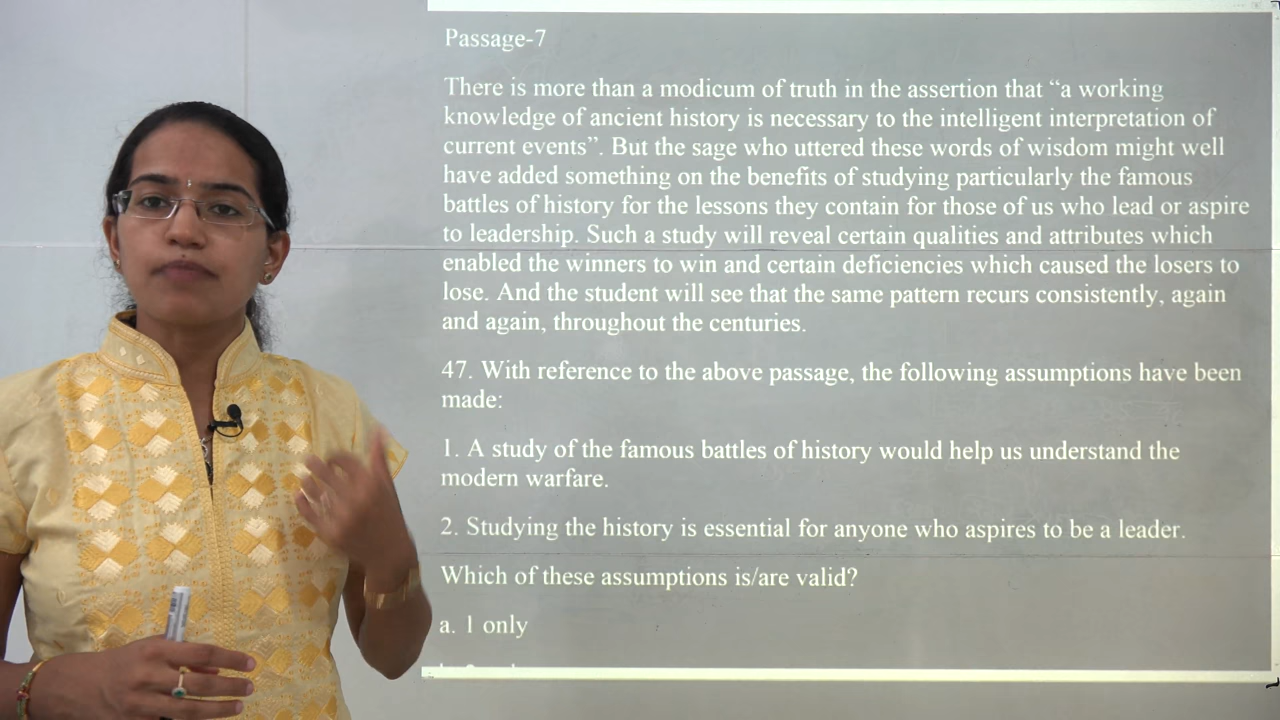 Passage-7
There is more than a modicum of truth in the assertion that “a working
knowledge of ancient history is necessary to the intelligent interpretation of
current events”. But the sage who uttered these words of wisdom might well
have added something on the benefits of studying particularly the famous
battles of history for the lessons they contain for those of us who lead or aspire
to leadership. Such a study will reveal certain qualities and attributes which
enabled the winners to win and certain deficiencies which caused the losers to
lose. And the student will see that the same pattern recurs consistently, again
and again, throughout the centuries.
47. With reference to the above passage, the following assumptions have been
made:
1. A study of the famous battles of history would help us understand the
modern warfare.
2. Studying the history is essential for anyone who aspires to be a leader.
Which of these assumptions is/are valid?
a. 1 only